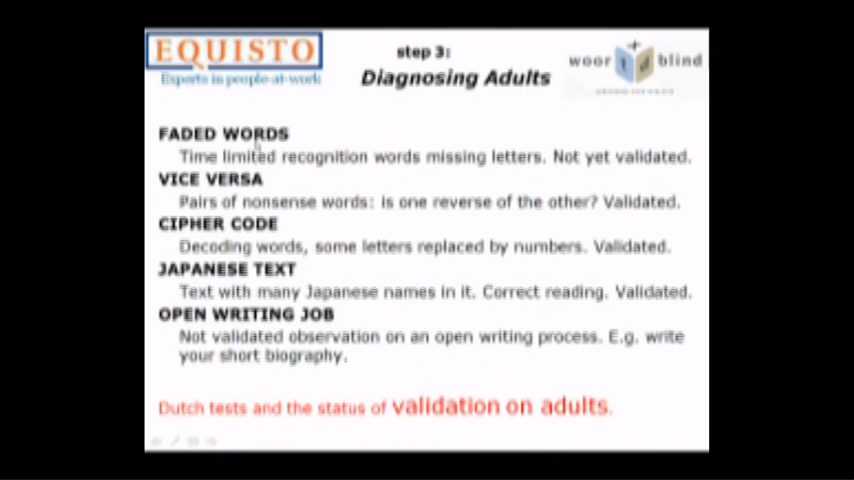 EQUISTO
Experts in people-at-work
step 3:
Diagnosing Adults
woor t d blind
FADED WORDS
Time limited recognition words missing letters. Not yet validated.
VICE VERSA
Pairs of nonsense words: is one reverse of the other? Validated.
CIPHER CODE
Decoding words, some letters replaced by numbers. Validated.
JAPANESE TEXT
Text with many Japanese names in it. Correct reading. Validated.
OPEN WRITING JOB
Not validated observation on an open writing process. E.g. write
your short biography.
Dutch tests and the status of validation on adults.